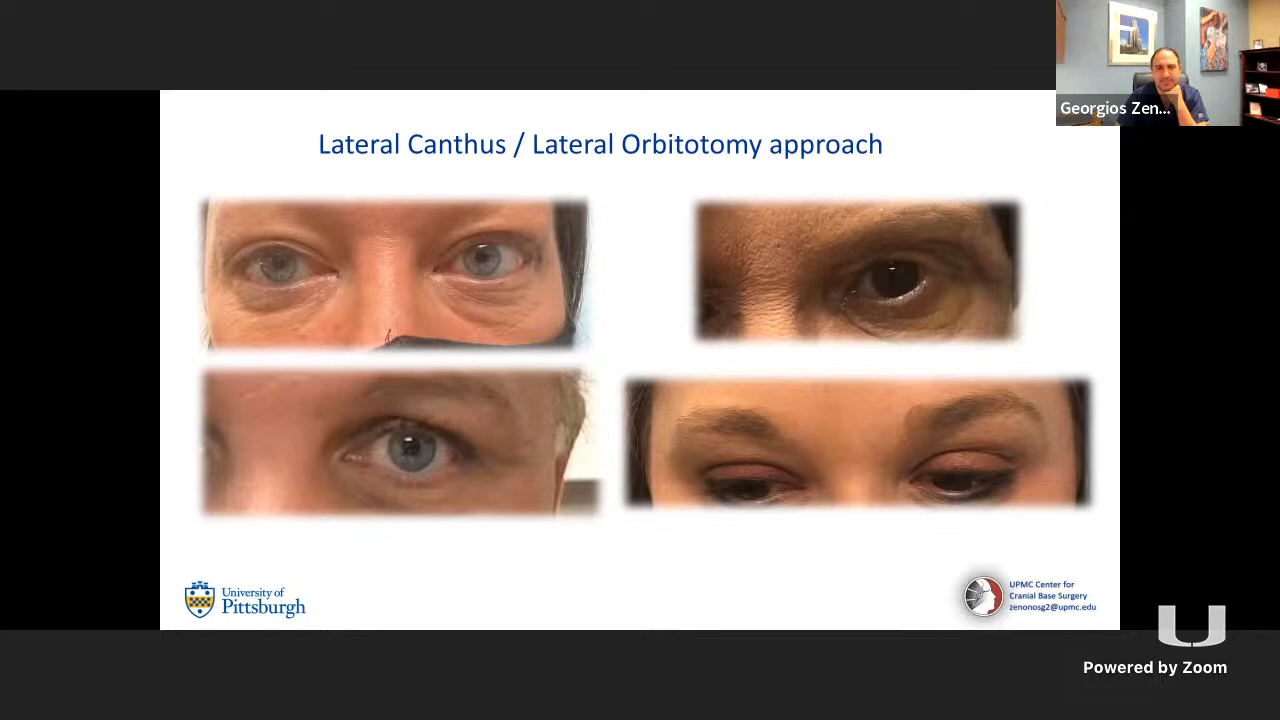 Georgios Zen...
Lateral Canthus / Lateral Orbitotomy approach
University of
Pittsburgh
UPMC Center for
Cranial Base Surgery
zenonosg2@upmc.edu
U
Powered by Zoom